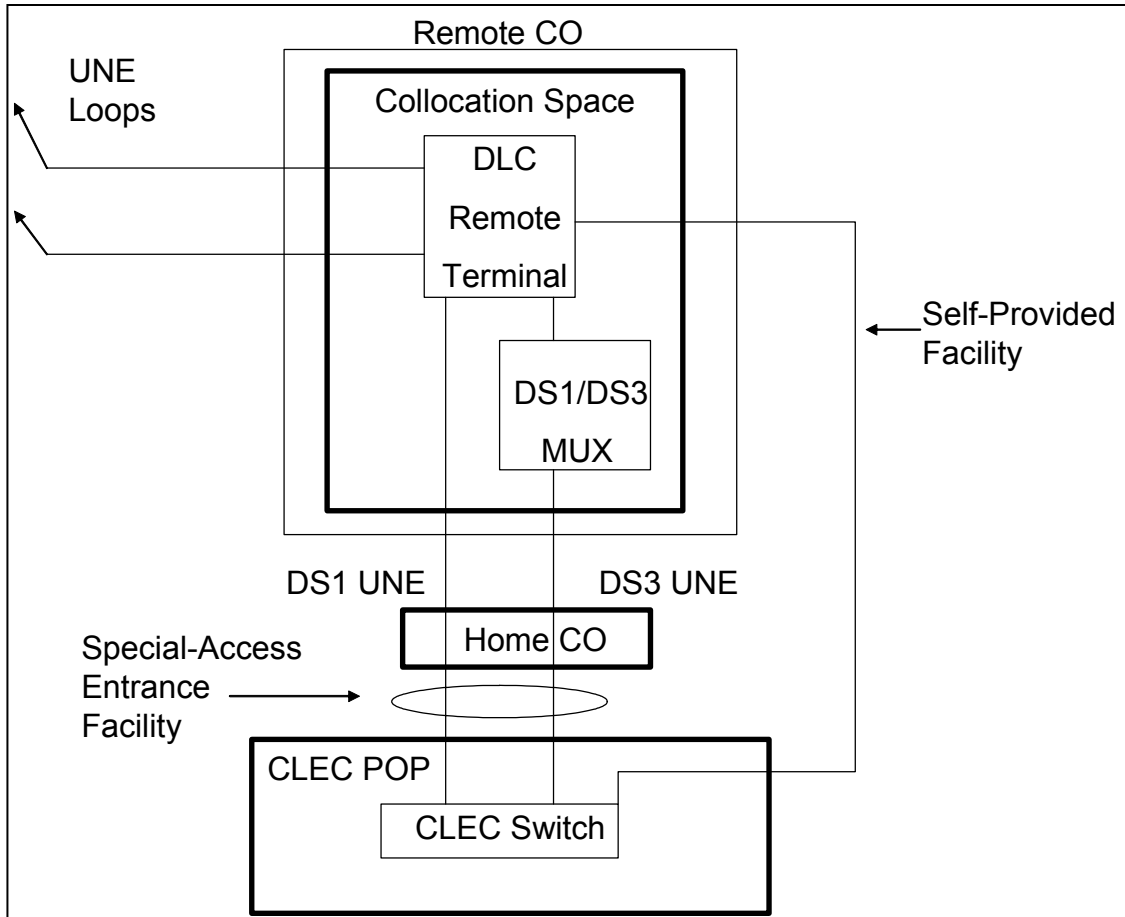 Remote CO
UNE
Loops
Collocation Space
DLC
Remote
Terminal
Self-Provided
Facility
DS1/DS3
MUX
DS1 UNE
DS3 UNE
Home CO
Special-Access
Entrance
Facility
CLEC POP
CLEC Switch